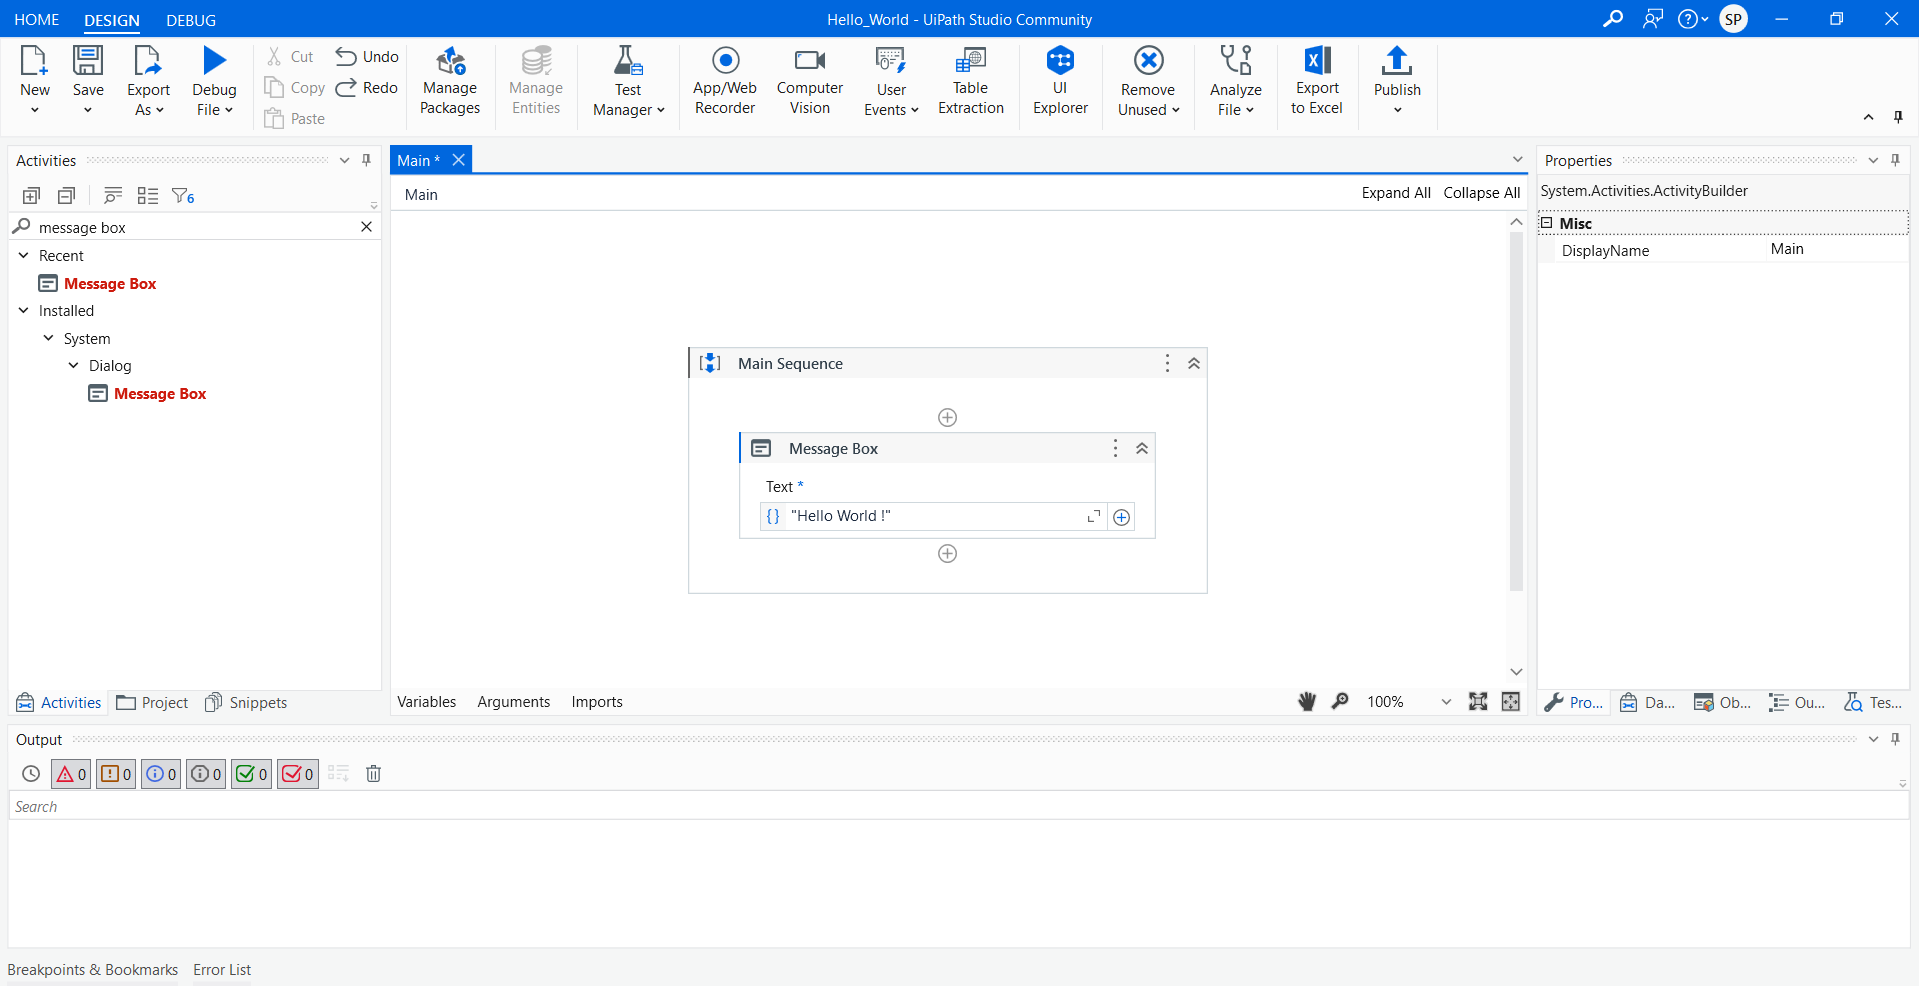 HOME DESIGN DEBUG Hello_World - UiPath Studio Community SP
New Save Export As Debug File Cut Copy Paste Undo Redo Manage Packages Manage Entities Test Manager App/Web Recorder Computer Vision User Events Table Extraction UI Explorer Remove Unused Analyze File Export to Excel Publish
Activities
6
message box
Recent
Message Box
Installed
System
Dialog
Message Box
Activities Project Snippets
Main *
Main Expand All Collapse All
Main Sequence
Message Box
Text *
{} "Hello World !"
Variables Arguments Imports 100%
Properties
System.Activities.ActivityBuilder
Misc
DisplayName Main
Pro... Da... Ob... Ou... Tes...
Output
0 0 0 0 0 0
Search
Breakpoints & Bookmarks Error List